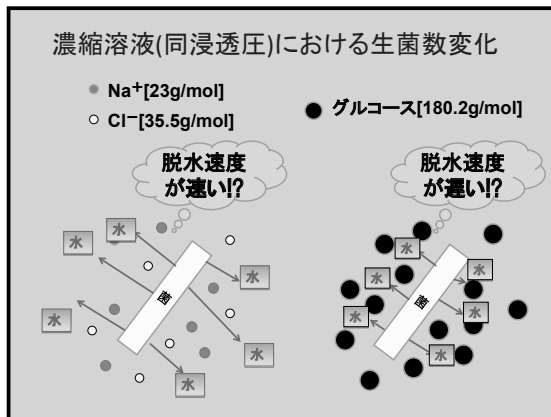 濃縮溶液(同浸透圧)における生菌数変化
Na+[23g/mol]
Cl−[35.5g/mol]
グルコース[180.2g/mol]
脱水速度
が速い!?
脱水速度
が遅い!?
水
水
水
水
水
水
菌
水
水
水
水
水
水
菌